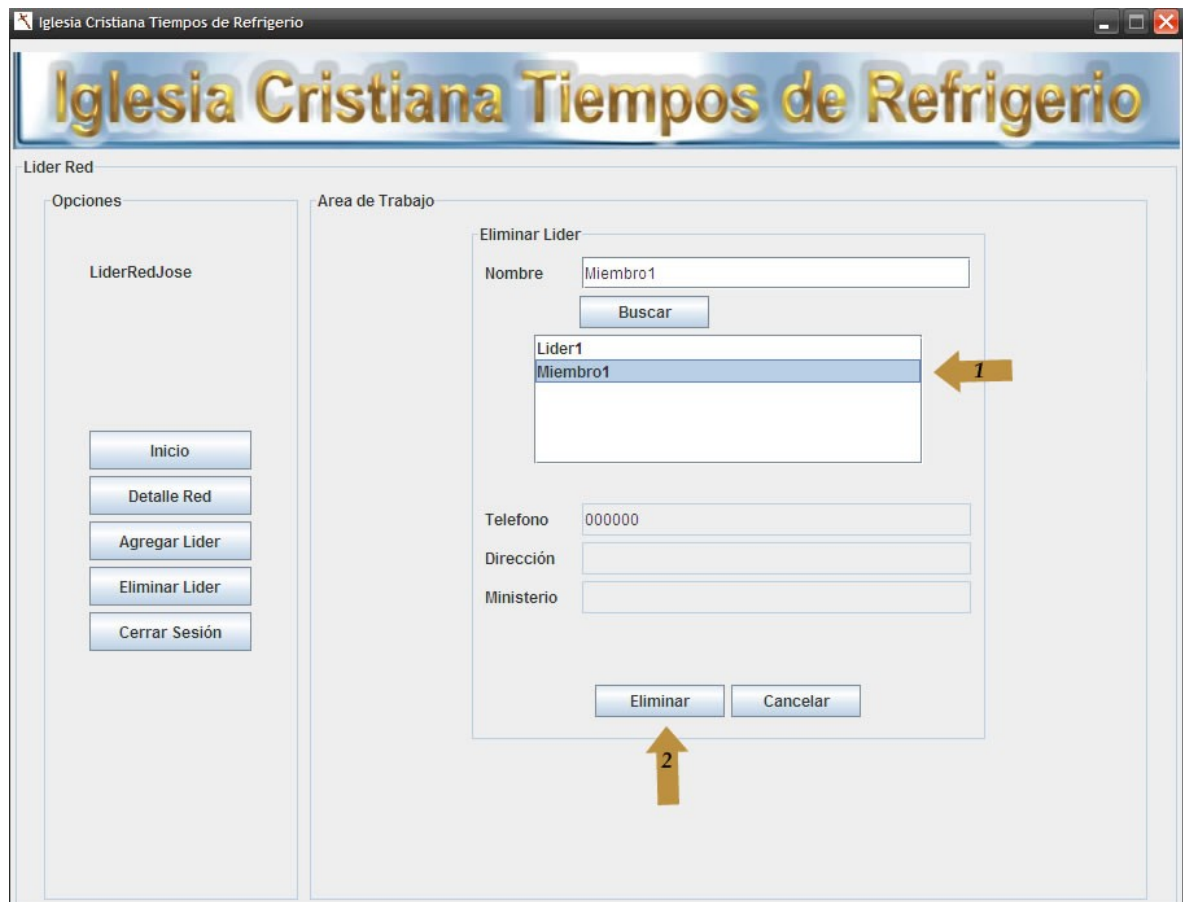 Iglesia Cristiana Tiempos de Refrigerio
Iglesia Cristiana Tiempos de Refrigerio
Lider Red
Opciones
LiderRedJose
Inicio
Detalle Red
Agregar Lider
Eliminar Lider
Cerrar Sesión
Area de Trabajo
Eliminar Lider
Nombre Miembro1
Buscar
Lider1
Miembro1
1
Telefono 000000
Dirección
Ministerio
Eliminar Cancelar
2